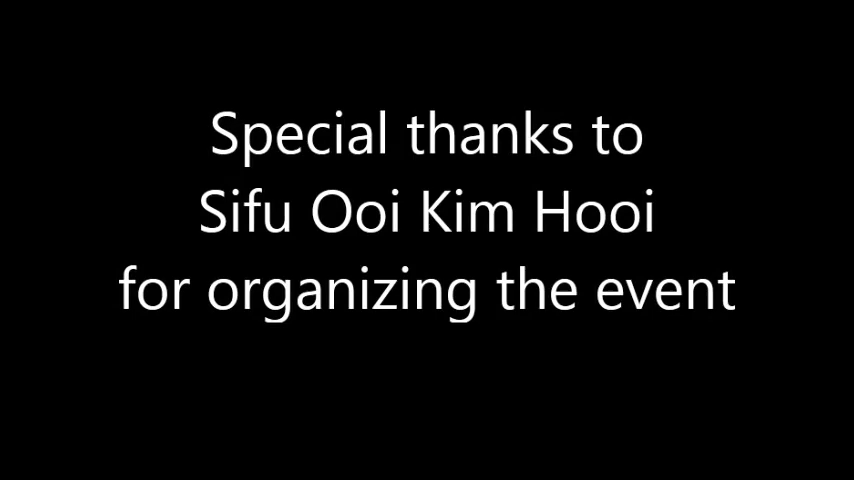 Special thanks to
Sifu Ooi Kim Hooi
for organizing the event